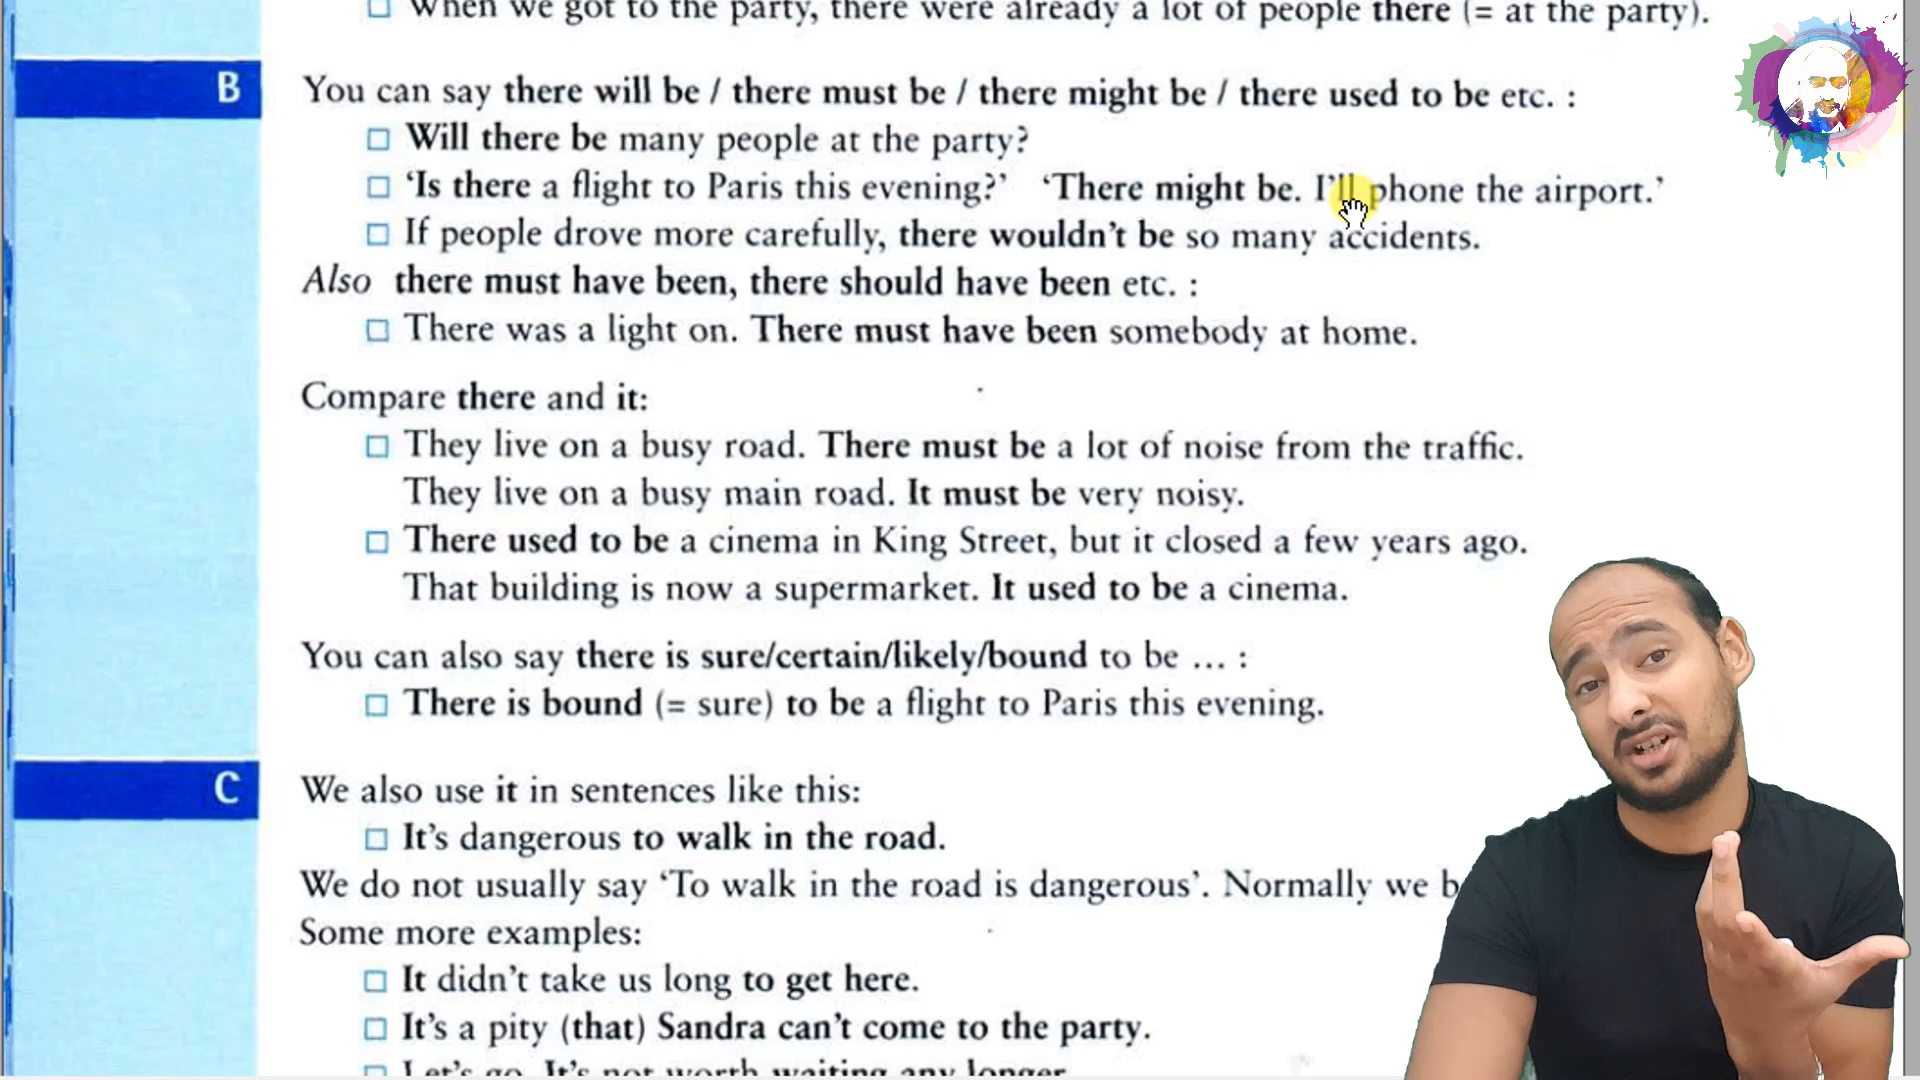 When we got to the party, there were already a lot of people there (= at the party).
B
You can say there will be / there must be / there might be / there used to be etc. :
Will there be many people at the party?
‘Is there a flight to Paris this evening?’ ‘There might be. I’ll phone the airport.’
If people drove more carefully, there wouldn’t be so many accidents.
Also there must have been, there should have been etc. :
There was a light on. There must have been somebody at home.
Compare there and it:
They live on a busy road. There must be a lot of noise from the traffic.
They live on a busy main road. It must be very noisy.
There used to be a cinema in King Street, but it closed a few years ago.
That building is now a supermarket. It used to be a cinema.
You can also say there is sure/certain/likely/bound to be ... :
There is bound (= sure) to be a flight to Paris this evening.
C
We also use it in sentences like this:
It’s dangerous to walk in the road.
We do not usually say ‘To walk in the road is dangerous’. Normally we b
Some more examples:
It didn’t take us long to get here.
It’s a pity (that) Sandra can’t come to the party.
Let’s go. It’s not worth waiting any longer.